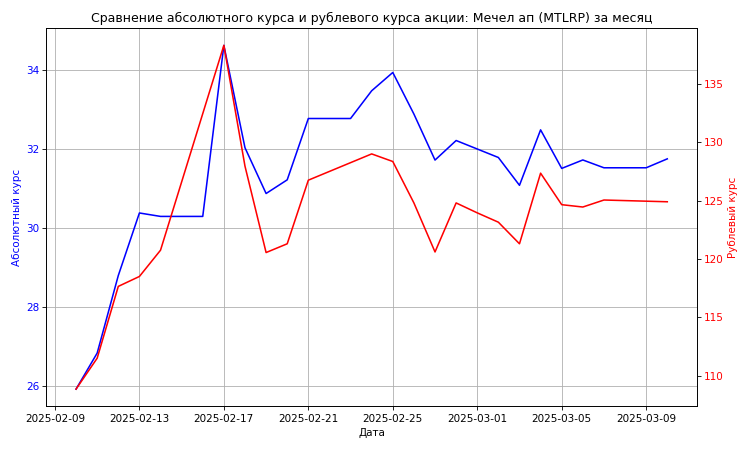 Сравнение абсолютного курса и рублевого курса акции: Мечел ап (MTLRP) за месяц
Абсолютный курс
34
32
30
28
26
135
130
125
120
115
110
Рублевый курс
2025-02-09 2025-02-13 2025-02-17 2025-02-21 2025-02-25 2025-03-01 2025-03-05 2025-03-09
Дата